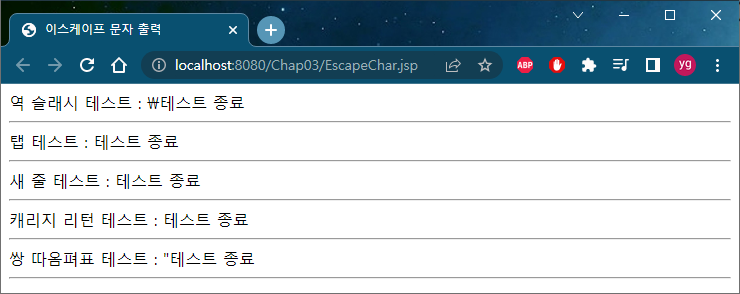 이스케이프 문자 출력
localhost:8080/Chap03/EscapeChar.jsp
ABP
yg
역 슬래시 테스트 : ₩테스트 종료
탭 테스트 : 테스트 종료
새 줄 테스트 : 테스트 종료
캐리지 리턴 테스트 : 테스트 종료
쌍 따옴펴표 테스트 : "테스트 종료